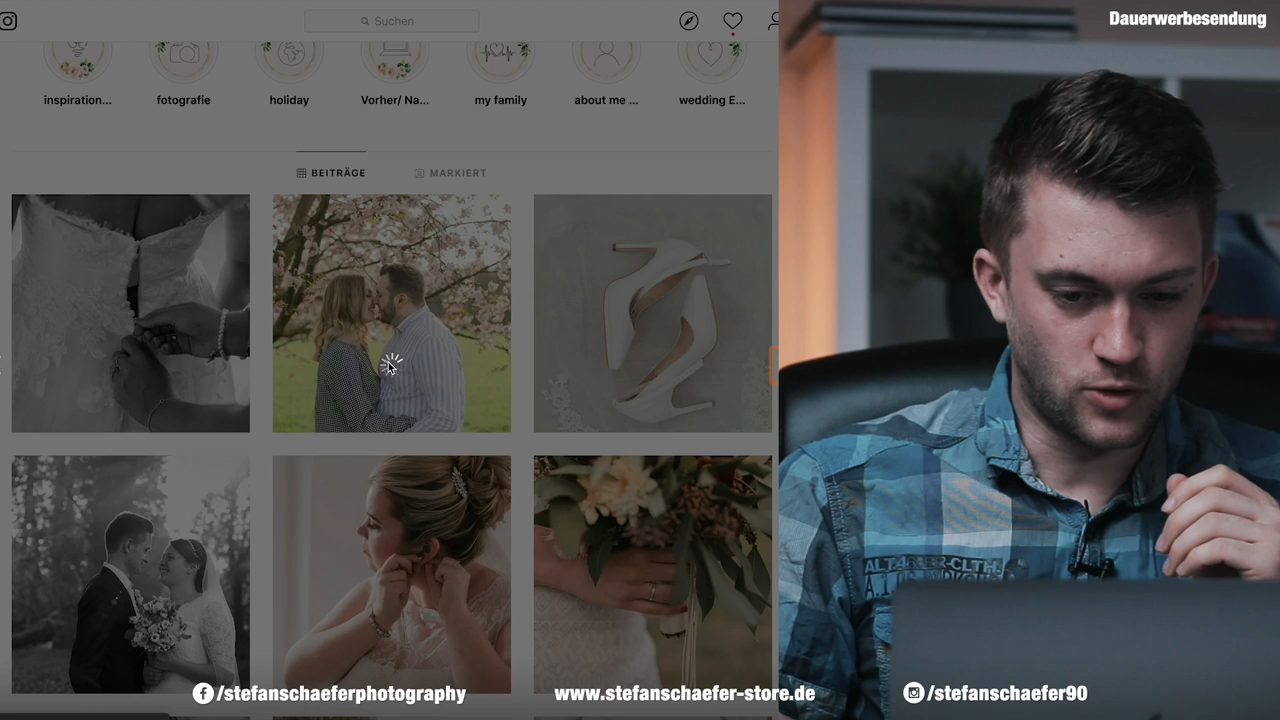 Suchen
Dauerwerbesendung
inspiration...
fotografie
holiday
Vorher/ Na...
my family
about me ...
wedding E...
BEITRÄGE
MARKIERT
/stefanschaeferphotography
www.stefanschaefer-store.de
/stefanschaefer90